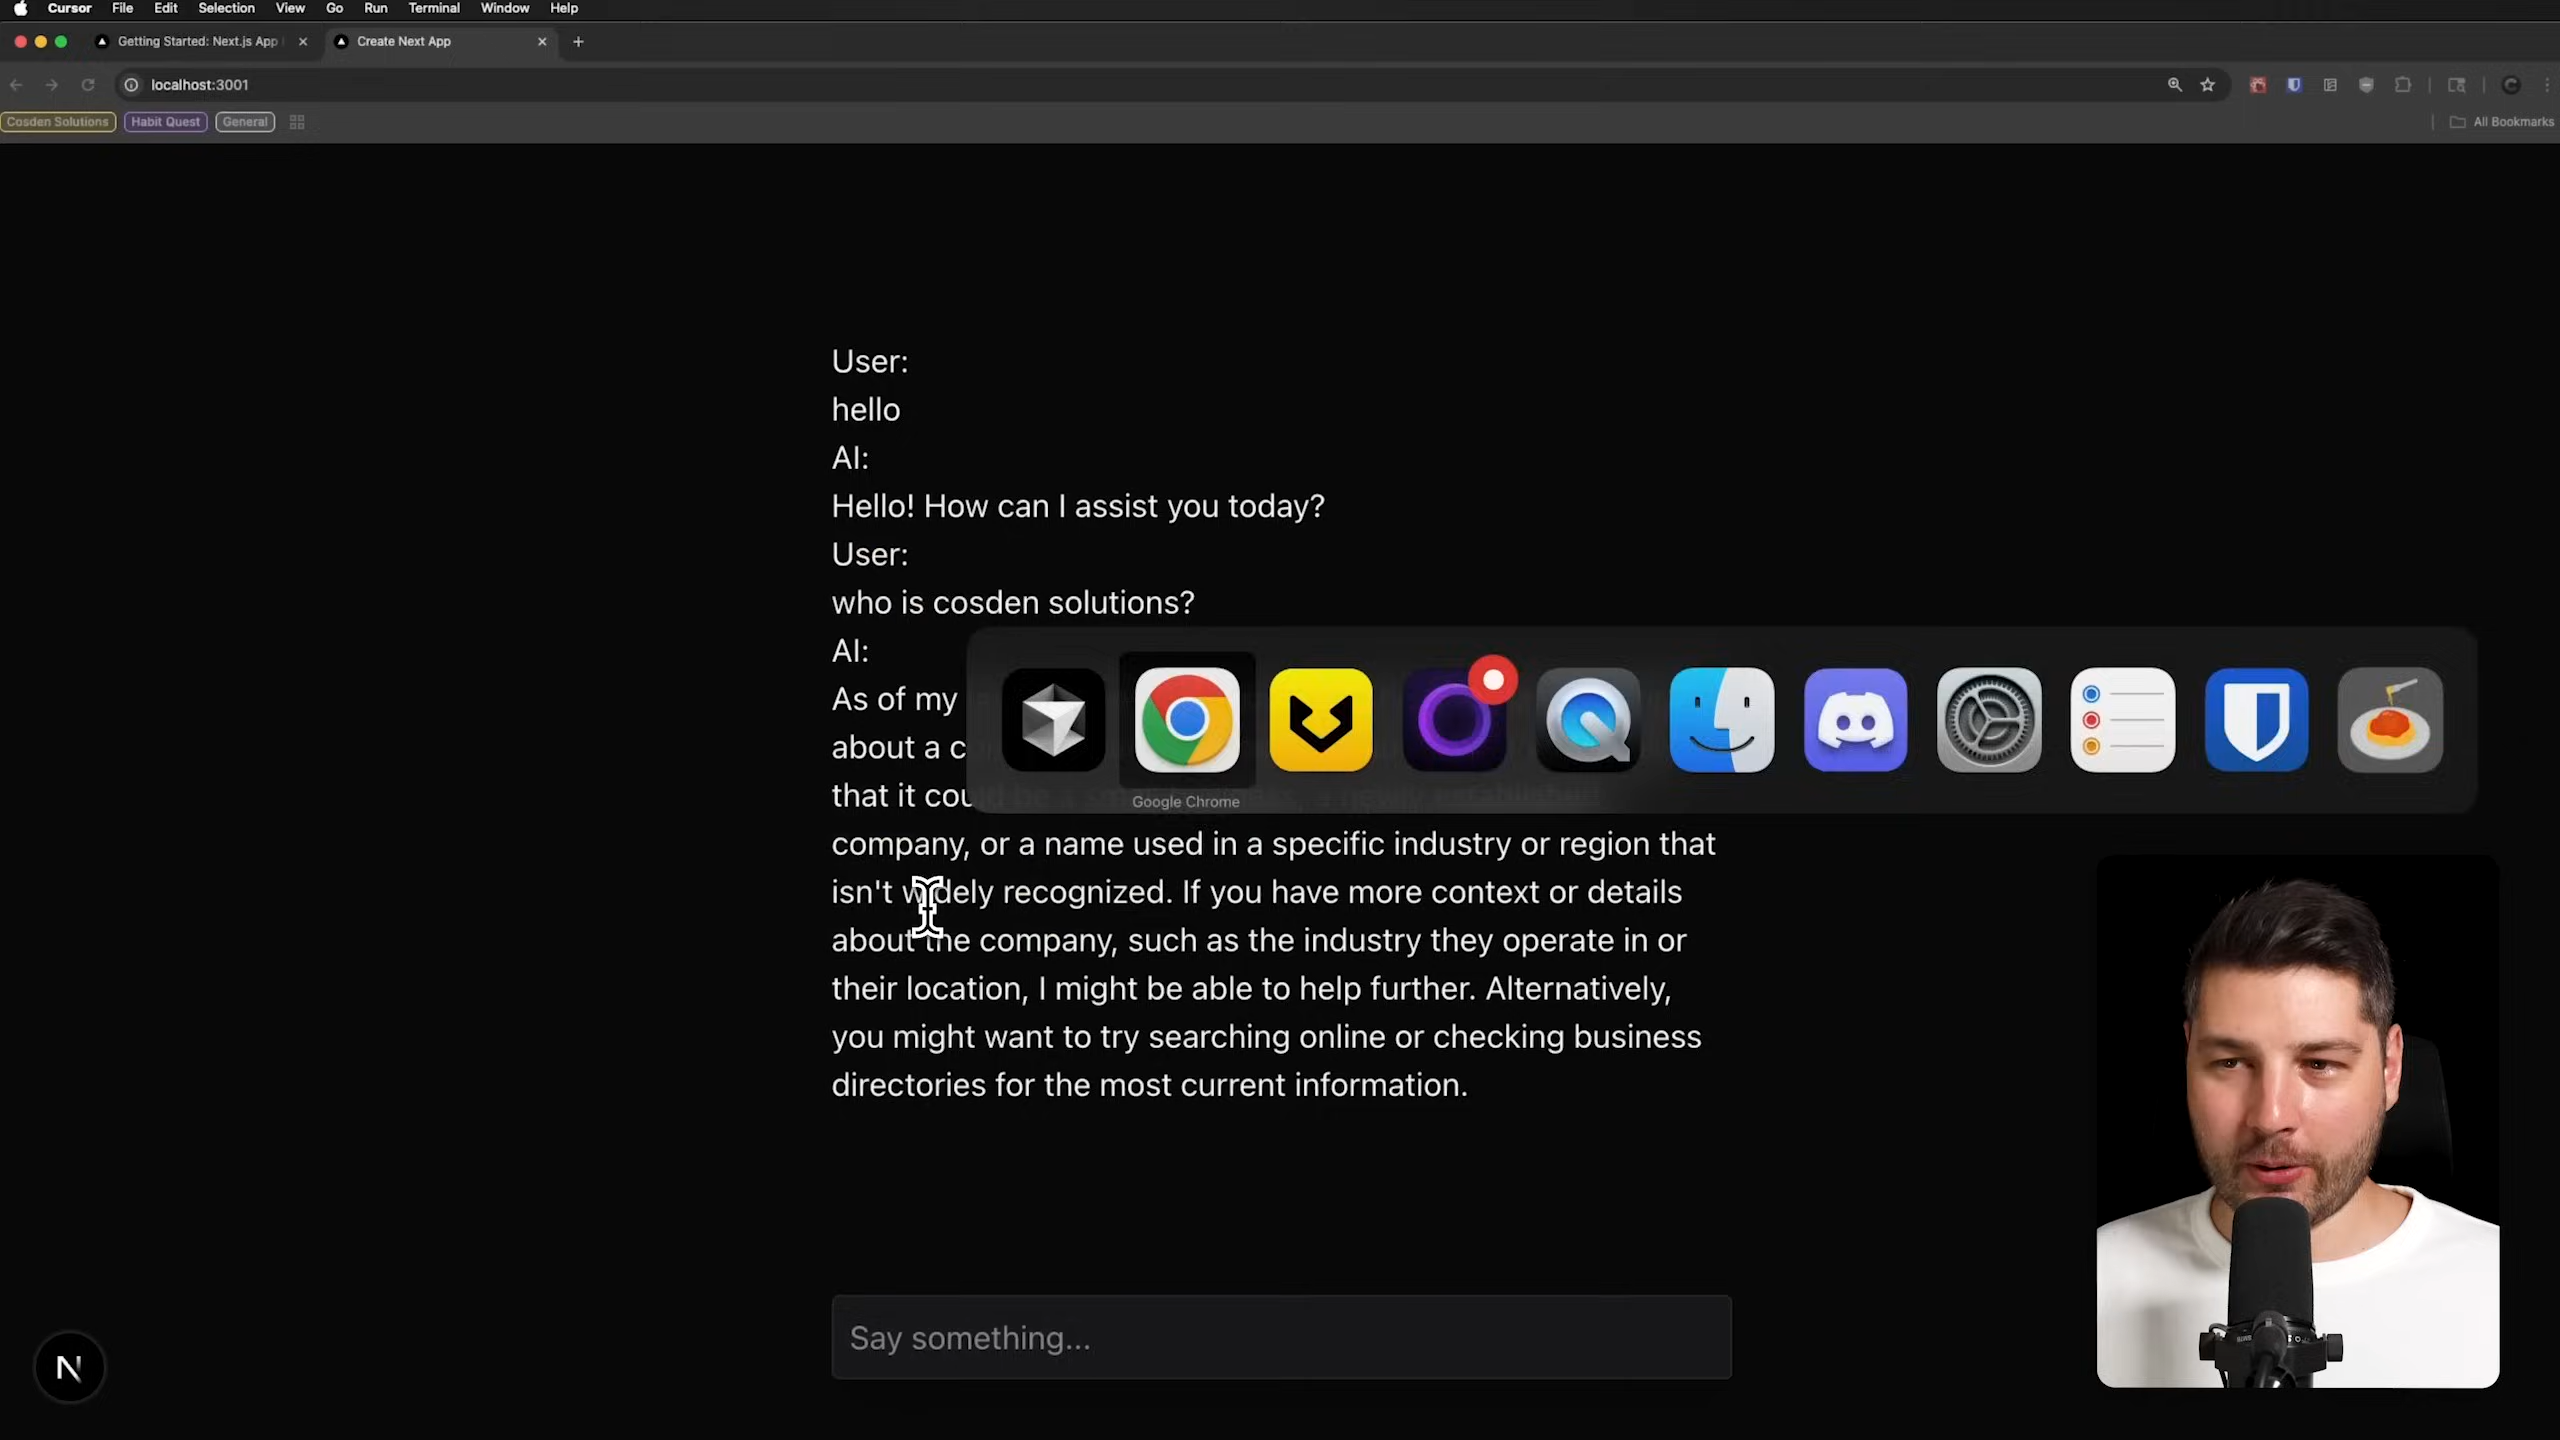 Cursor File Edit Selection View Go Run Terminal Window Help
Getting Started: Next.js App Create Next App
localhost:3001
Cosden Solutions Habit Quest General All Bookmarks
User:
hello
AI:
Hello! How can I assist you today?
User:
who is cosden solutions?
AI:
As of my
about a c
that it cou
Google Chrome
company, or a name used in a specific industry or region that
isn't widely recognized. If you have more context or details
about the company, such as the industry they operate in or
their location, I might be able to help further. Alternatively,
you might want to try searching online or checking business
directories for the most current information.
Say something...
N